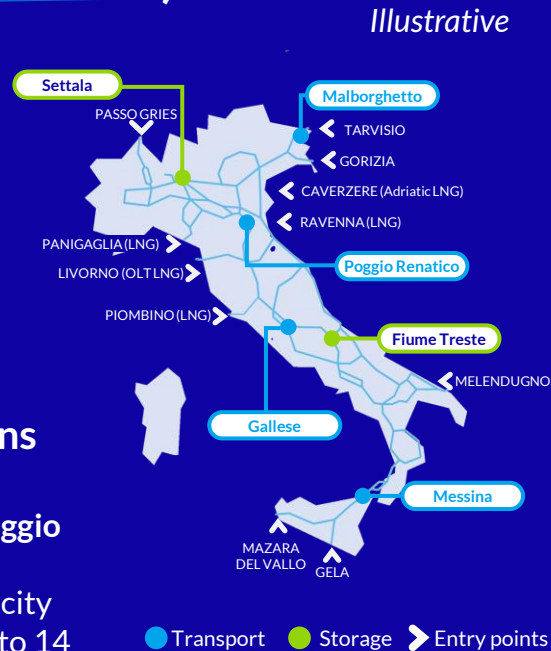 Illustrative
Settala
Malborghetto
PASSO GRIES
TARVISIO
GORIZIA
CAVERZERE (Adriatic LNG)
RAVENNA (LNG)
PANIGAGLIA (LNG)
LIVORNO (OLT LNG)
Poggio Renatico
PIOMBINO (LNG)
Fiume Treste
MELENDUGNO
Gallese
Messina
MAZARA
DEL VALLO
GELA
ns
ggio
city
to 14
Transport Storage Entry points